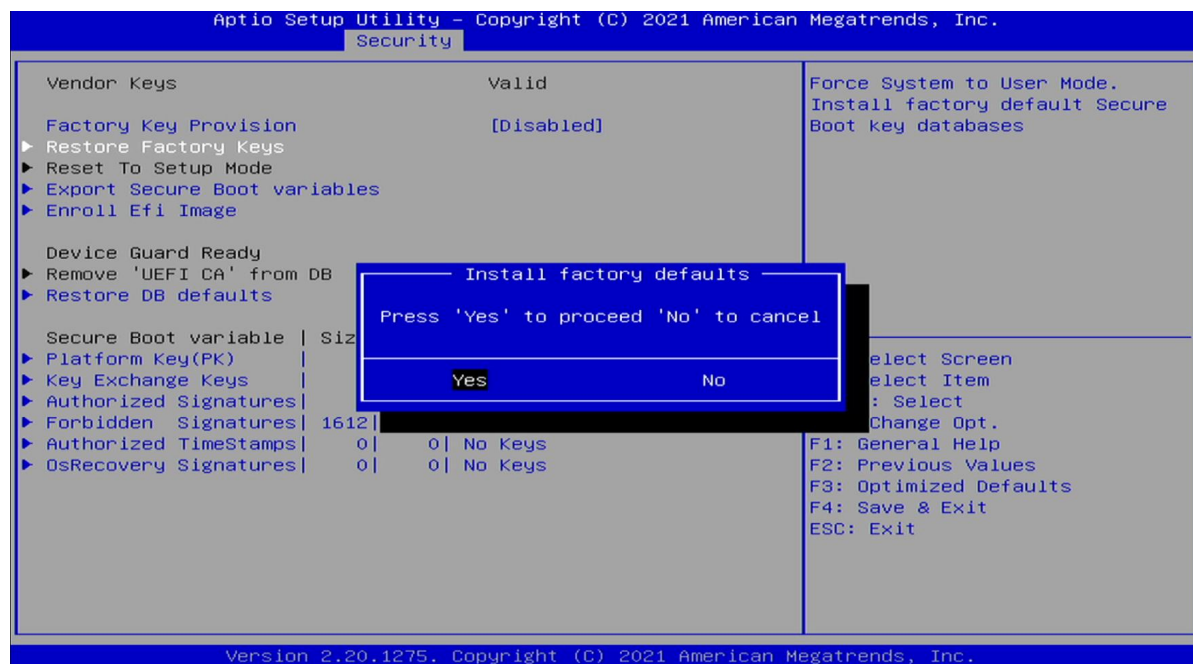 Aptio Setup Utility – Copyright (C) 2021 American Megatrends, Inc.
Security
Vendor Keys Valid
Factory Key Provision [Disabled]
Restore Factory Keys
Reset To Setup Mode
Export Secure Boot variables
Enroll Efi Image
Device Guard Ready
Remove 'UEFI CA' from DB
Restore DB defaults
Secure Boot variable | Siz
Platform Key(PK) |
Key Exchange Keys |
Authorized Signatures|
Forbidden Signatures| 1612|
Authorized TimeStamps| 0| 0| No Keys
OsRecovery Signatures| 0| 0| No Keys
Install factory defaults
Press 'Yes' to proceed 'No' to cancel
Yes No
Force System to User Mode.
Install factory default Secure
Boot key databases
elect Screen
elect Item
: Select
Change Opt.
F1: General Help
F2: Previous Values
F3: Optimized Defaults
F4: Save & Exit
ESC: Exit
Version 2.20.1275. Copyright (C) 2021 American Megatrends, Inc.